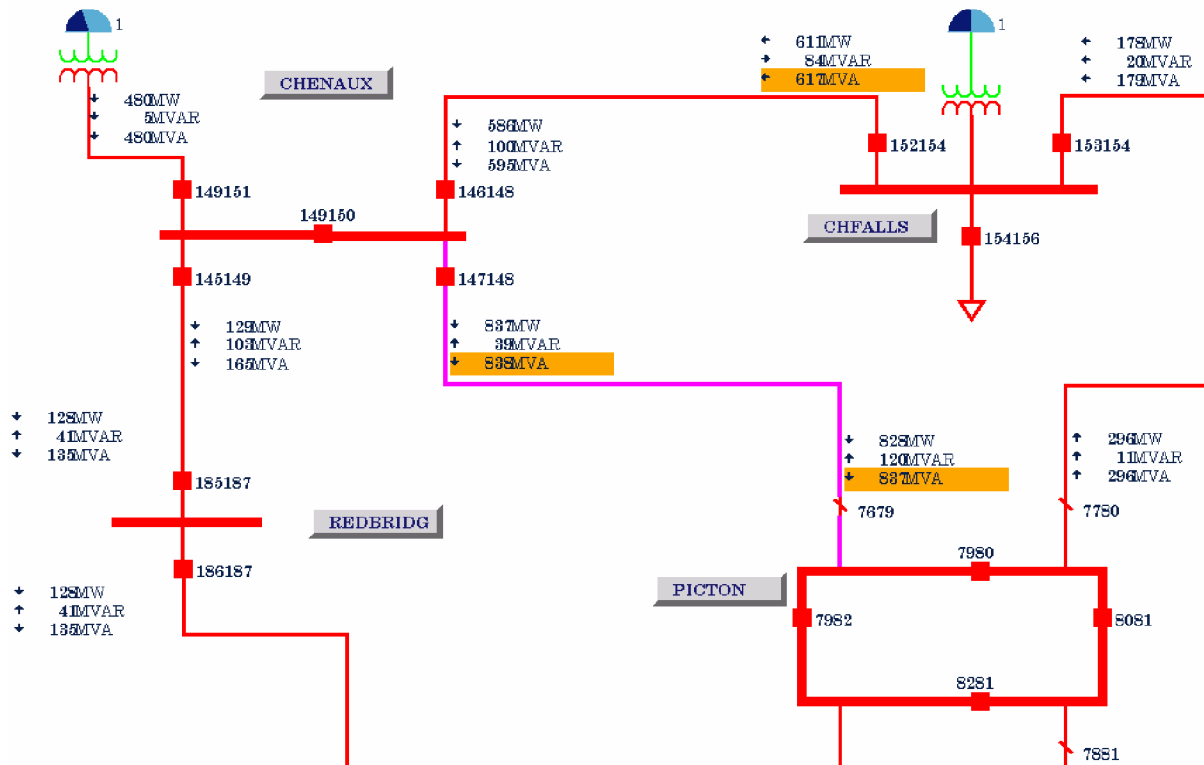 1
CHENAUX
480MW
5MVAR
480MVA
611MW
84MVAR
617MVA
1
178MW
20MVAR
179MVA
586MW
100MVAR
595MVA
152154
153154
149151
146148
149150
CHFALLS
154156
145149
147148
129MW
103MVAR
165MVA
837MW
39MVAR
838MVA
128MW
41MVAR
135MVA
828MW
120MVAR
837MVA
296MW
11MVAR
296MVA
185187
7679
7780
REDBRIDG
186187
7980
PICTON
128MW
41MVAR
135MVA
7982
8081
8281
7881